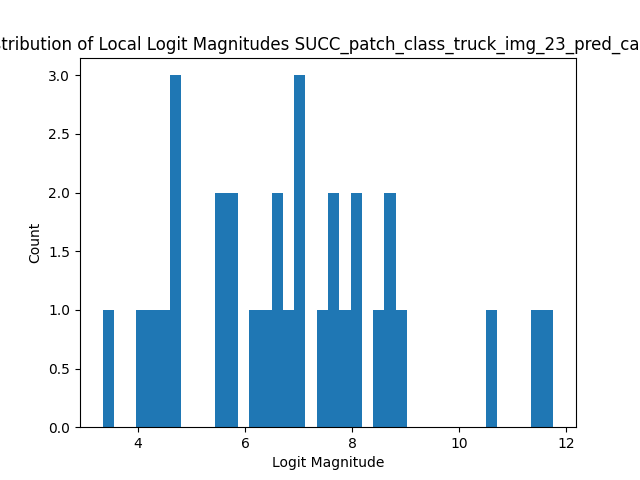 tribution of Local Logit Magnitudes SUCC_patch_class_truck_img_23_pred_ca
3.0
2.5
2.0
1.5
1.0
0.5
0.0
Count
4 6 8 10 12
Logit Magnitude